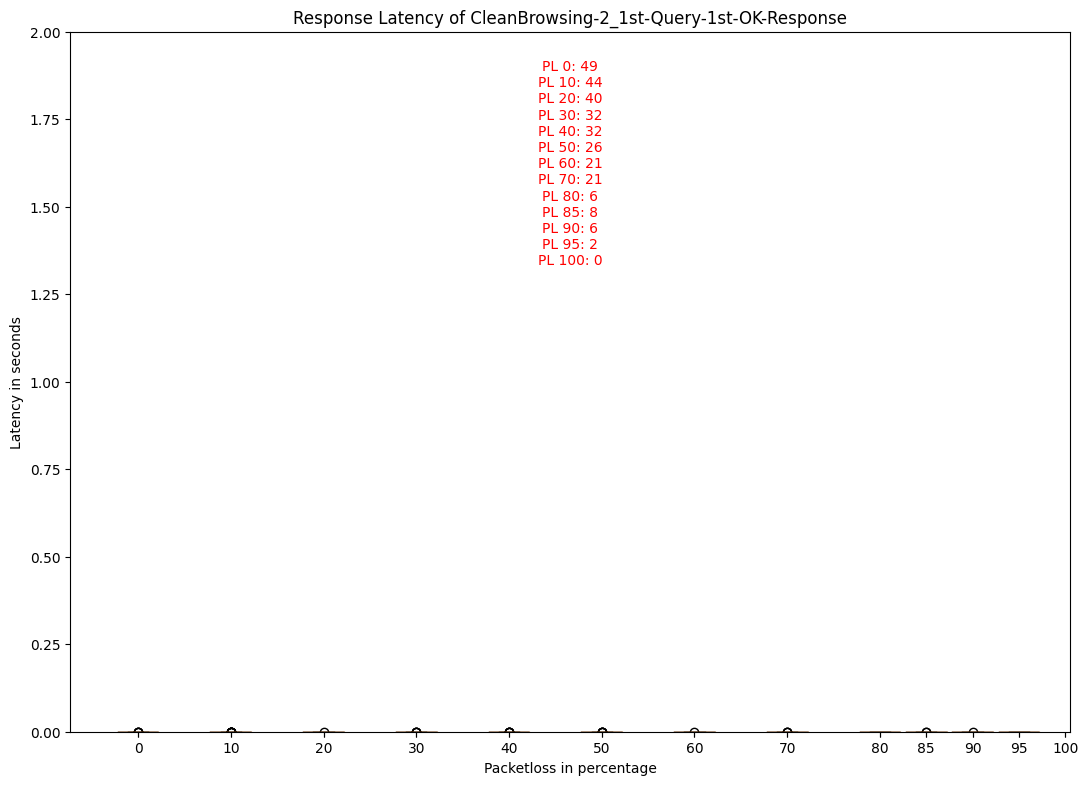 Response Latency of CleanBrowsing-2_1st-Query-1st-OK-Response
2.00
1.75
1.50
1.25
1.00
0.75
0.50
0.25
0.00
Latency in seconds
PL 0: 49
PL 10: 44
PL 20: 40
PL 30: 32
PL 40: 32
PL 50: 26
PL 60: 21
PL 70: 21
PL 80: 6
PL 85: 8
PL 90: 6
PL 95: 2
PL 100: 0
0 10 20 30 40 50 60 70 80 85 90 95 100
Packetloss in percentage